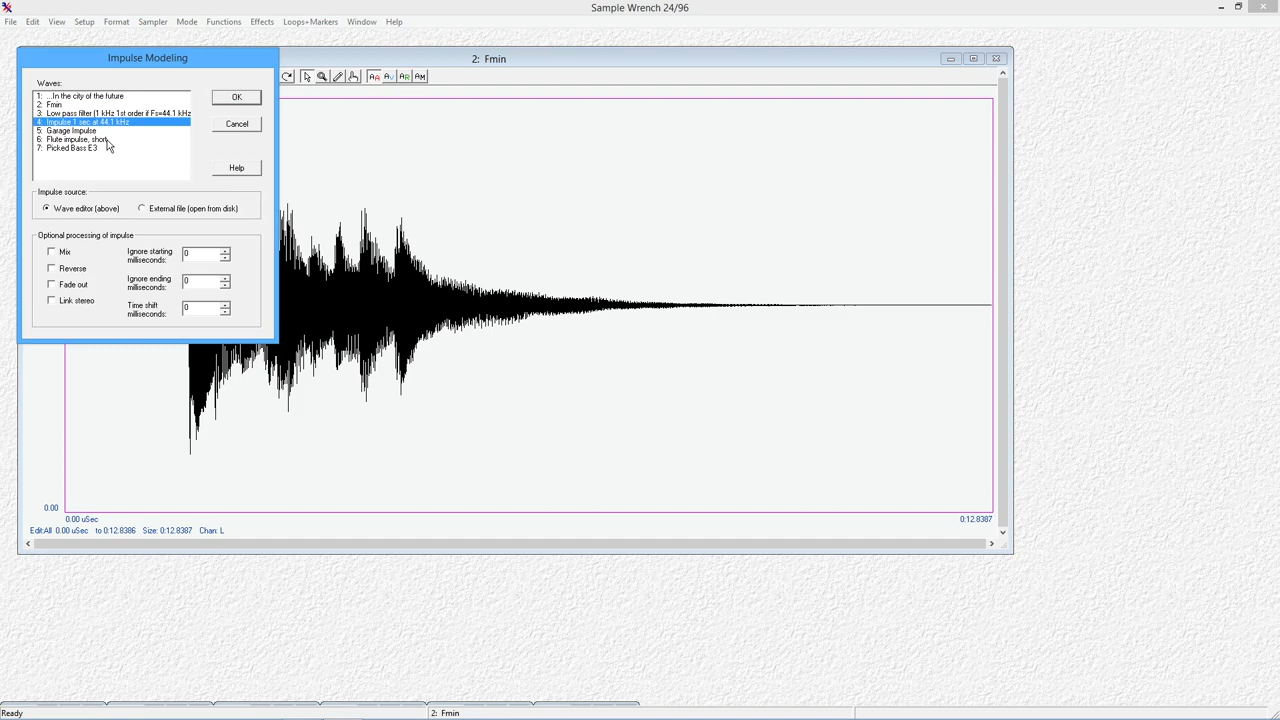 Sample Wrench 24/96
File Edit View Setup Format Sampler Mode Functions Effects Loops+Markers Window Help
Impulse Modeling
2: Fmin
AA AV AR AM
Waves:
1: ...In the city of the future
2: Fmin
3: Low pass filter (1 kHz 1st order if Fs=44.1 kHz
4: Impulse 1 sec at 44.1 kHz
5: Garage Impulse
6: Flute impulse, short
7: Picked Bass E3
OK
Cancel
Help
Impulse source:
Wave editor (above) External file (open from disk)
Optional processing of impulse
Mix
Reverse
Fade out
Link stereo
Ignore starting
milliseconds: 0
Ignore ending
milliseconds: 0
Time shift
milliseconds: 0
0.00
0.00 uSec 0:12.8387
Edit:All 0.00 uSec to 0:12.8386 Size: 0:12.8387 Chan: L
Ready 2: Fmin